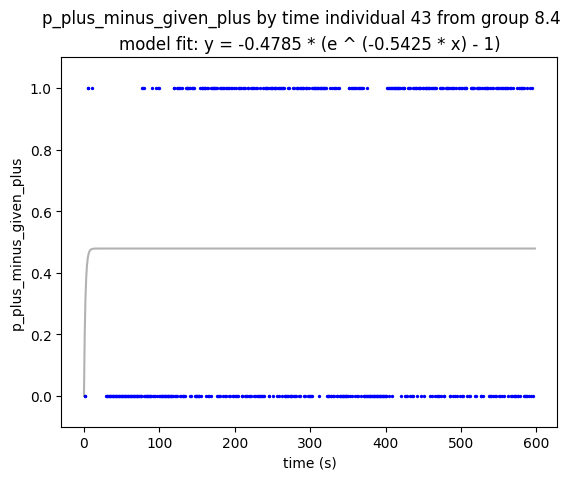 p_plus_minus_given_plus by time individual 43 from group 8.4
model fit: y = -0.4785 * (e ^ (-0.5425 * x) - 1)
1.0
0.8
0.6
0.4
0.2
0.0
p_plus_minus_given_plus
0 100 200 300 400 500 600
time (s)